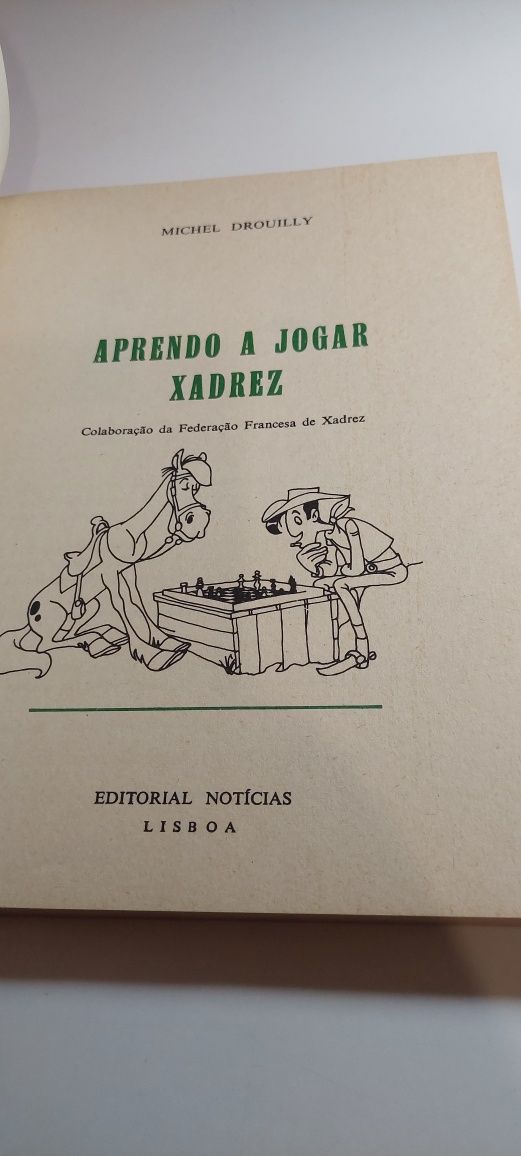 MICHEL DROUILLY
APRENDO A JOGAR
XADREZ
Colaboração da Federação Francesa de Xadrez
EDITORIAL NOTÍCIAS
LISBOA